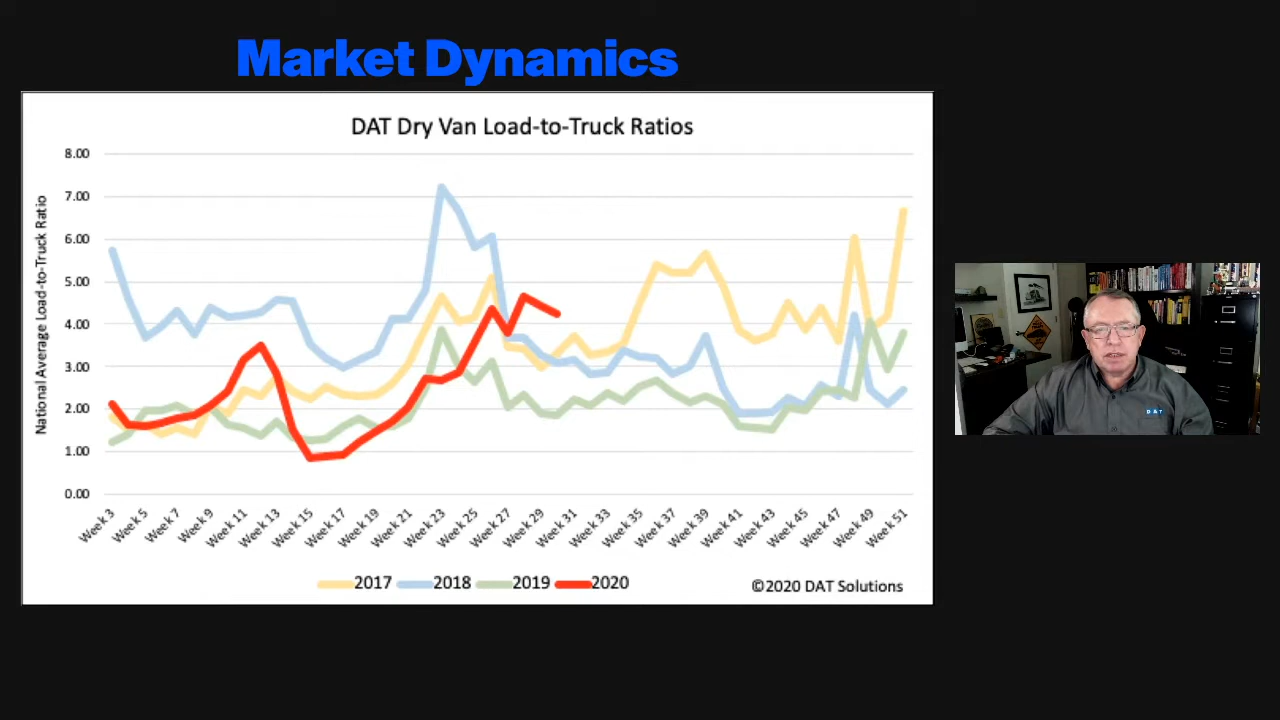 Market Dynamics
DAT Dry Van Load-to-Truck Ratios
National Average Load-to-Truck Ratio
8.00
7.00
6.00
5.00
4.00
3.00
2.00
1.00
0.00
Week 3
Week 5
Week 7
Week 9
Week 11
Week 13
Week 15
Week 17
Week 19
Week 21
Week 23
Week 25
Week 27
Week 29
Week 31
Week 33
Week 35
Week 37
Week 39
Week 41
Week 43
Week 45
Week 47
Week 49
Week 51
2017 2018 2019 2020
©2020 DAT Solutions
DAT